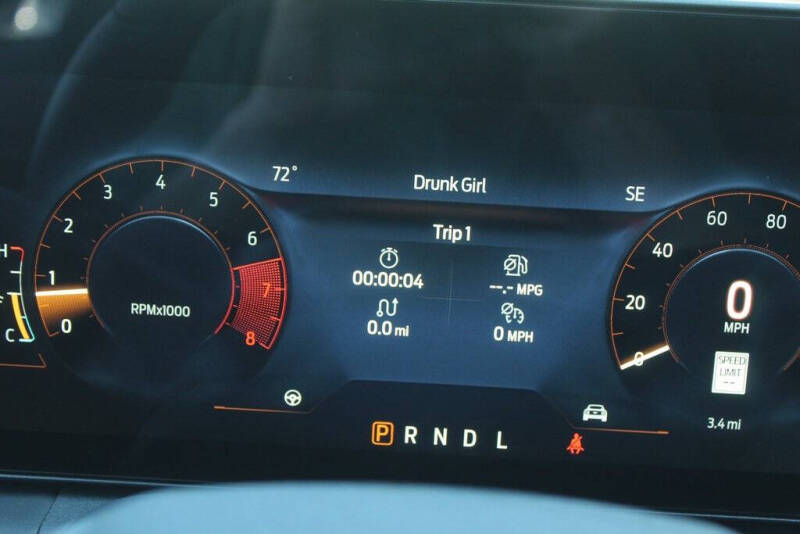 72°
Drunk Girl
SE
Trip 1
00:00:04
--.- MPG
0.0 mi
0 MPH
0
1
2
3
4
5
6
7
8
RPMx1000
H
F
C
0
20
40
60
80
0
MPH
SPEED
LIMIT
--
3.4 mi
P R N D L